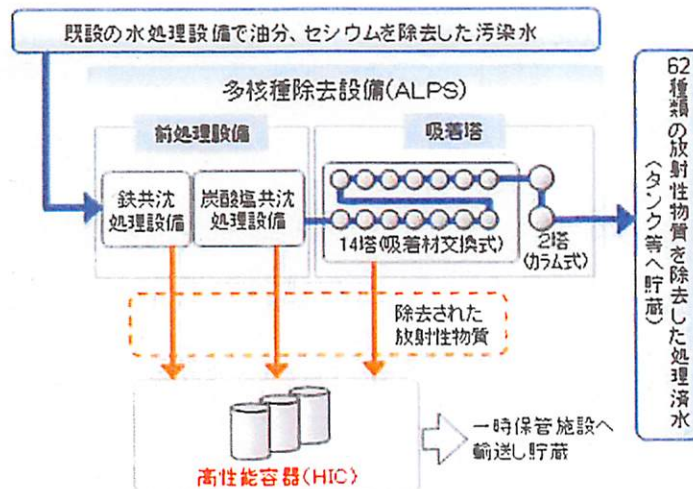 既設の水処理設備で油分、セシウムを除去した汚染水
多核種除去設備(ALPS)
前処理設備
吸着塔
鉄共沈
処理設備
炭酸塩共沈
処理設備
14塔(吸着材交換式)
2塔
(カラム式)
62種類の放射性物質を除去した処理済水
(タンク等へ貯蔵)
除去された
放射性物質
高性能容器(HIC)
一時保管施設へ
輸送し貯蔵